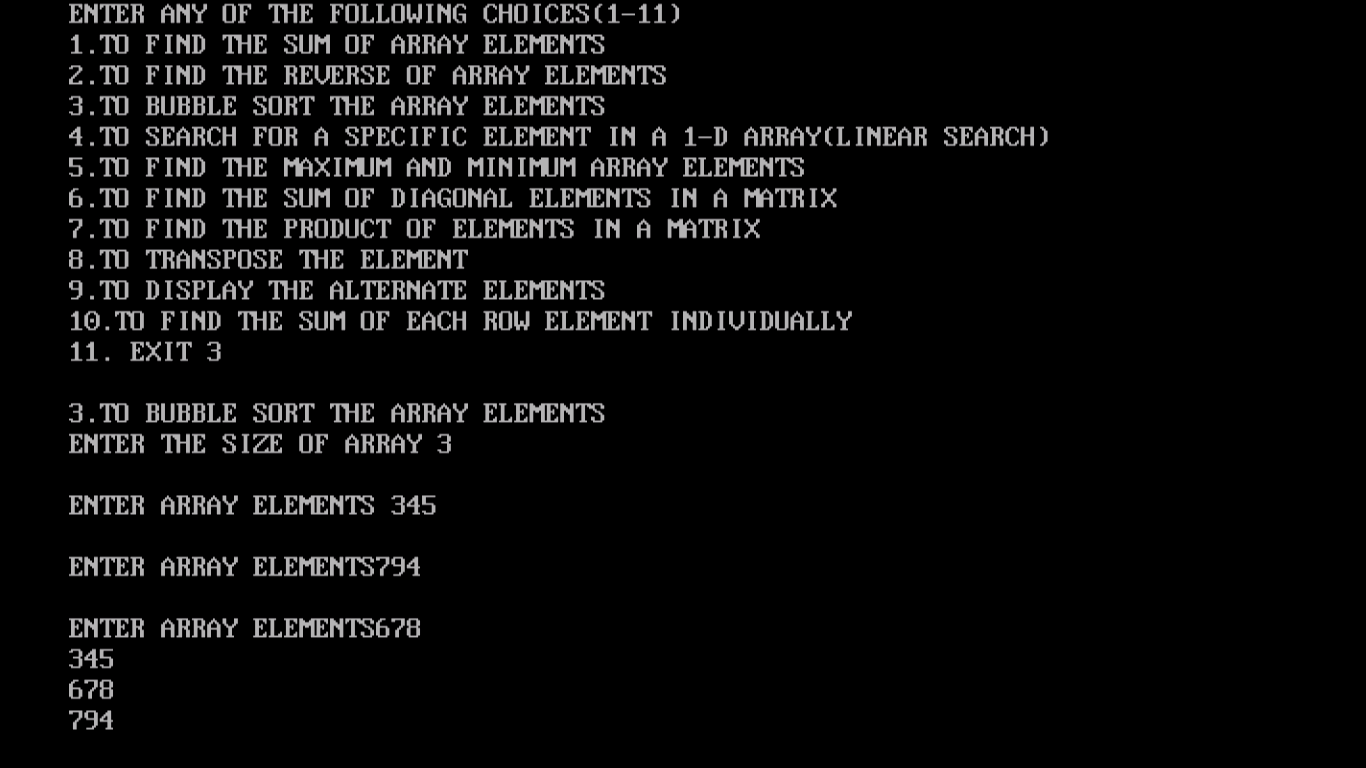 ENTER ANY OF THE FOLLOWING CHOICES(1-11)
1.TO FIND THE SUM OF ARRAY ELEMENTS
2.TO FIND THE REVERSE OF ARRAY ELEMENTS
3.TO BUBBLE SORT THE ARRAY ELEMENTS
4.TO SEARCH FOR A SPECIFIC ELEMENT IN A 1-D ARRAY(LINEAR SEARCH)
5.TO FIND THE MAXIMUM AND MINIMUM ARRAY ELEMENTS
6.TO FIND THE SUM OF DIAGONAL ELEMENTS IN A MATRIX
7.TO FIND THE PRODUCT OF ELEMENTS IN A MATRIX
8.TO TRANSPOSE THE ELEMENT
9.TO DISPLAY THE ALTERNATE ELEMENTS
10.TO FIND THE SUM OF EACH ROW ELEMENT INDIVIDUALLY
11. EXIT 3
3.TO BUBBLE SORT THE ARRAY ELEMENTS
ENTER THE SIZE OF ARRAY 3
ENTER ARRAY ELEMENTS 345
ENTER ARRAY ELEMENTS794
ENTER ARRAY ELEMENTS678
345
678
794